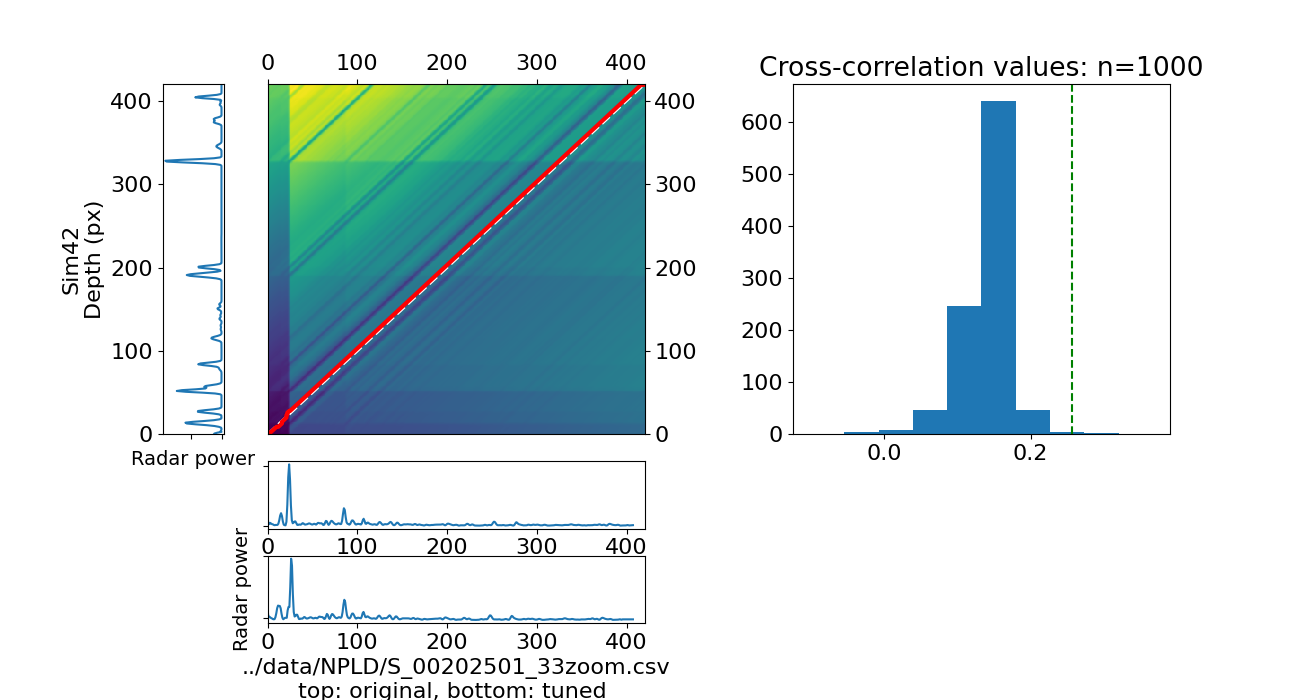 Cross-correlation values: n=1000
0 100 200 300 400
400
300
200
100
0
Sim42
Depth (px)
Radar power
400
300
200
100
0
600
500
400
300
200
100
0
0.0 0.2
0 100 200 300 400
Radar power
0 100 200 300 400
../data/NPLD/S_00202501_33zoom.csv
top: original, bottom: tuned